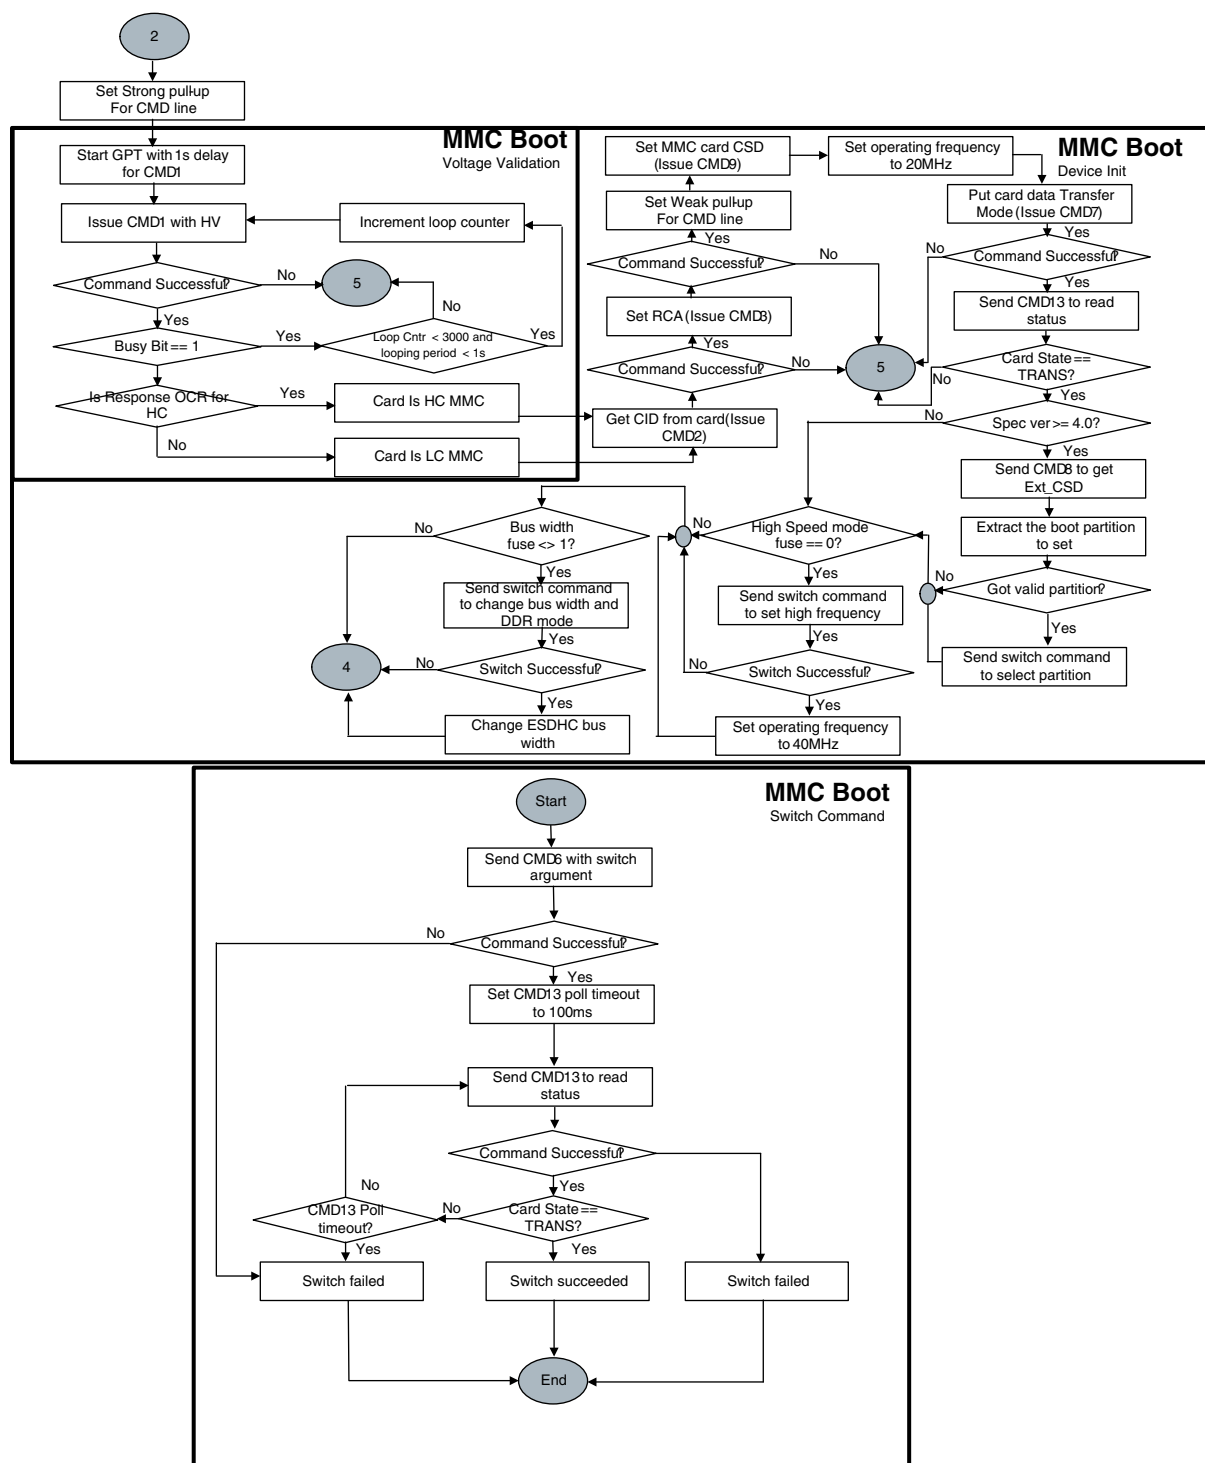 2
Set Strong pull-up
For CMD line
MMC Boot
Voltage Validation
Start GPT with 1s delay
for CMD1
Issue CMD1 with HV
Increment loop counter
Command Successful?
No
5
No
Yes
Busy Bit == 1
Yes
Loop Cntr < 3000 and
looping period < 1s
Yes
Yes
Is Response OCR for
HC
Yes
Card Is HC MMC
No
Card Is LC MMC
MMC Boot
Device Init
Set MMC card CSD
(Issue CMD9)
Set operating frequency
to 20MHz
Set Weak pull-up
For CMD line
Yes
Command Successful?
No
Set RCA (Issue CMD3)
Yes
Command Successful?
No
Get CID from card(Issue
CMD2)
5
Put card data Transfer
Mode (Issue CMD7)
Yes
No
Command Successful?
Yes
Send CMD13 to read
status
Card State ==
TRANS?
No
Yes
No
Spec ver >= 4.0?
Yes
Send CMD8 to get
Ext_CSD
Extract the boot partition
to set
No
Got valid partition?
Yes
Send switch command
to select partition
No
High Speed mode
fuse == 0?
Yes
Send switch command
to set high frequency
Yes
No
Switch Successful?
Yes
Set operating frequency
to 40MHz
No
Bus width
fuse <> 1?
Yes
Send switch command
to change bus width and
DDR mode
Yes
4
No
Switch Successful?
Yes
Change ESDHC bus
width
MMC Boot
Switch Command
Start
Send CMD6 with switch
argument
No
Command Successful?
Yes
Set CMD13 poll timeout
to 100ms
Send CMD13 to read
status
Command Successful?
Yes
No
CMD13 Poll
timeout?
No
Card State ==
TRANS?
Yes
Yes
Switch failed
Switch succeeded
Switch failed
End